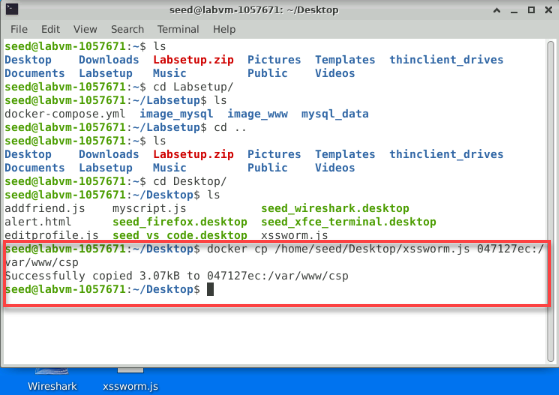 seed@labvm-1057671: ~/Desktop
File Edit View Search Terminal Help
seed@labvm-1057671:~$ ls
Desktop Downloads Labsetup.zip Pictures Templates thinclient_drives
Documents Labsetup Music Public Videos
seed@labvm-1057671:~$ cd Labsetup/
seed@labvm-1057671:~/Labsetup$ ls
docker-compose.yml image_mysql image_www mysql_data
seed@labvm-1057671:~/Labsetup$ cd ..
seed@labvm-1057671:~$ ls
Desktop Downloads Labsetup.zip Pictures Templates thinclient_drives
Documents Labsetup Music Public Videos
seed@labvm-1057671:~$ cd Desktop/
seed@labvm-1057671:~/Desktop$ ls
addfriend.js myscript.js seed_wireshark.desktop
alert.html seed_firefox.desktop seed_xfce_terminal.desktop
editprofile.js seed_vs_code.desktop xssworm.js
seed@labvm-1057671:~/Desktop$ docker cp /home/seed/Desktop/xssworm.js 047127ec:/
var/www/csp
Successfully copied 3.07kB to 047127ec:/var/www/csp
seed@labvm-1057671:~/Desktop$
Wireshark xssworm.js